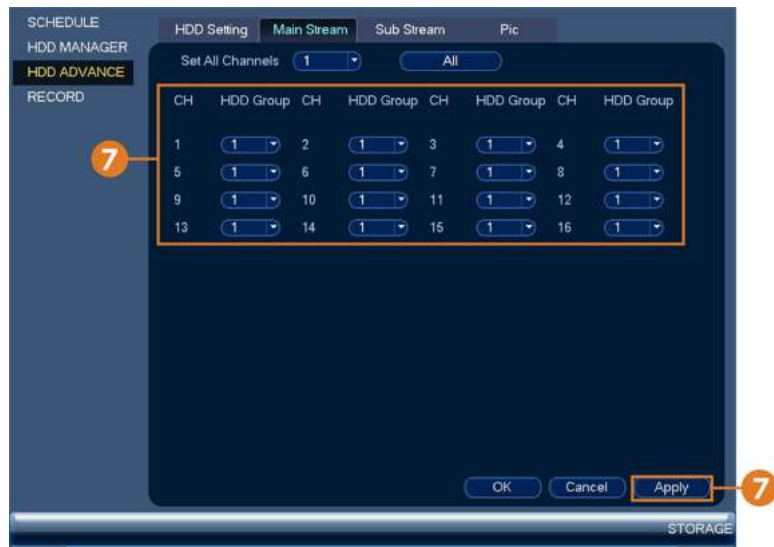 SCHEDULE
HDD MANAGER
HDD ADVANCE
RECORD
HDD Setting Main Stream Sub Stream Pic
Set All Channels 1 All
CH HDD Group CH HDD Group CH HDD Group CH HDD Group
1 1 2 1 3 1 4 1
7
5 1 6 1 7 1 8 1
9 1 10 1 11 1 12 1
13 1 14 1 15 1 16 1
OK Cancel Apply 7
STORAGE